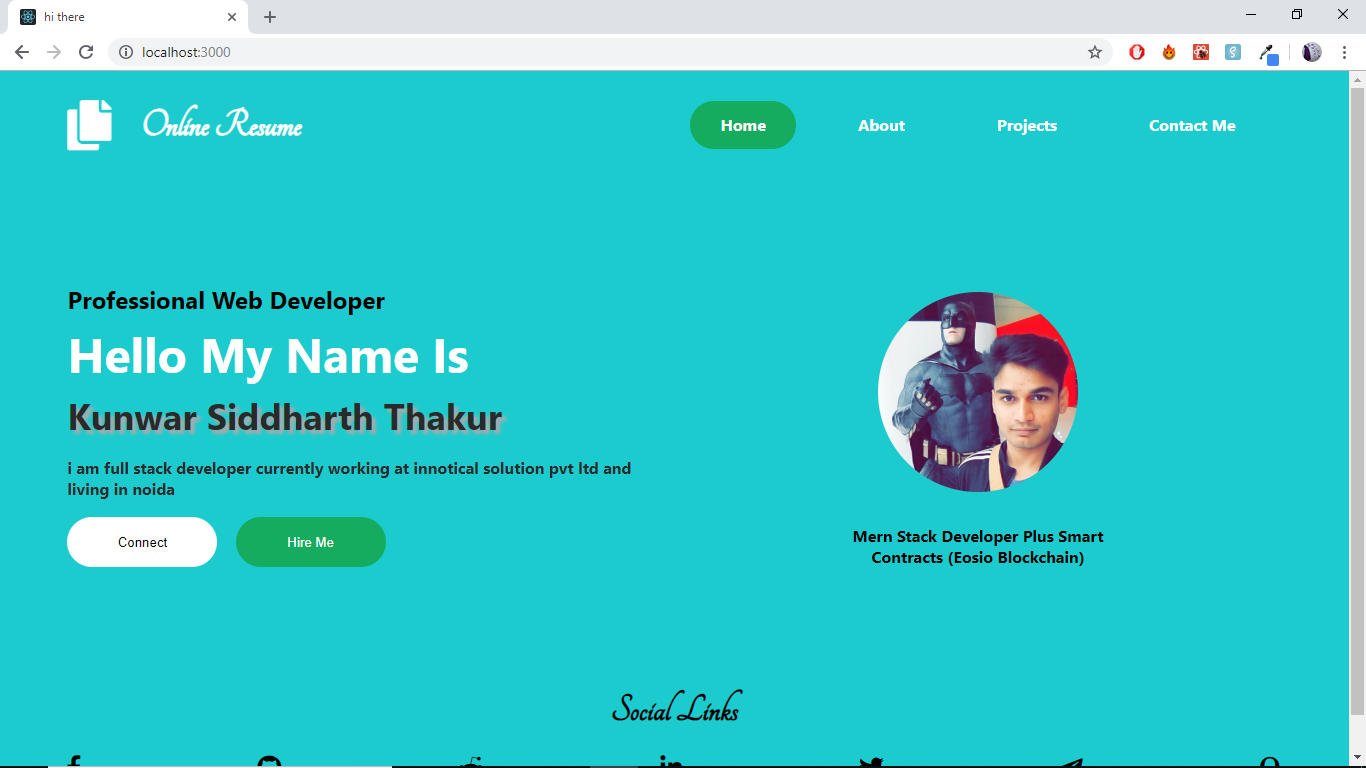 hi there
localhost:3000
Online Resume
Home
About
Projects
Contact Me
Professional Web Developer
Hello My Name Is
Kunwar Siddharth Thakur
i am full stack developer currently working at innotical solution pvt ltd and
living in noida
Connect
Hire Me
Mern Stack Developer Plus Smart
Contracts (Eosio Blockchain)
Social Links